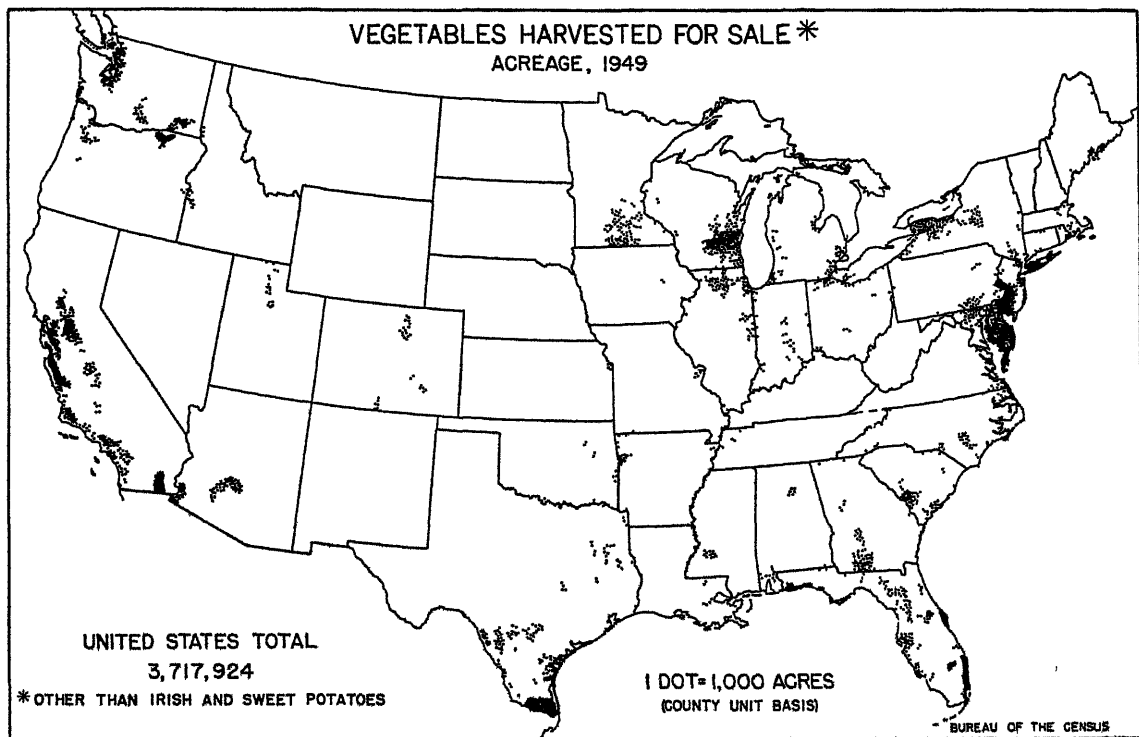 VEGETABLES HARVESTED FOR SALE*
ACREAGE, 1949
UNITED STATES TOTAL
3,717,924
*OTHER THAN IRISH AND SWEET POTATOES
1 DOT=1,000 ACRES
(COUNTY UNIT BASIS)
BUREAU OF THE CENSUS